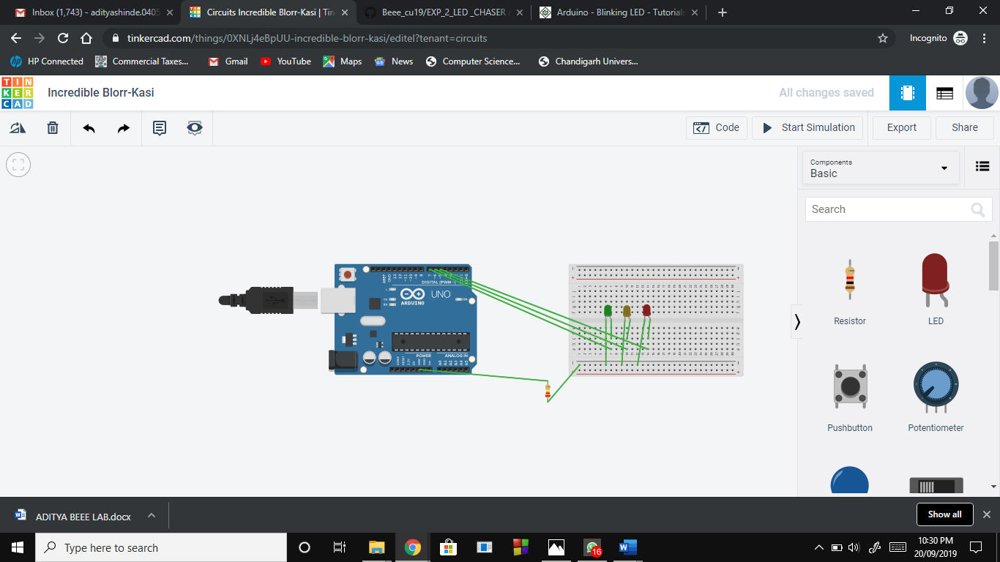 Inbox (1,743) - adityashinde.0405
Circuits Incredible Blorr-Kasi | Tin
Beee_cu19/EXP_2_LED _CHASER a
Arduino - Blinking LED - Tutorials
tinkercad.com/things/0XNLj4eBpUU-incredible-blorr-kasi/editel?tenant=circuits
Incognito
HP Connected
Commercial Taxes...
Gmail
YouTube
Maps
News
Computer Science...
Chandigarh Univers...
TINKERCAD
Incredible Blorr-Kasi
All changes saved
Code
Start Simulation
Export
Share
Components
Basic
Search
Resistor
LED
Pushbutton
Potentiometer
DIGITAL (PWM~)
UNO
ARDUINO
POWER
ANALOG IN
ADITYA BEEE LAB.docx
Show all
Type here to search
16
10:30 PM
20/09/2019